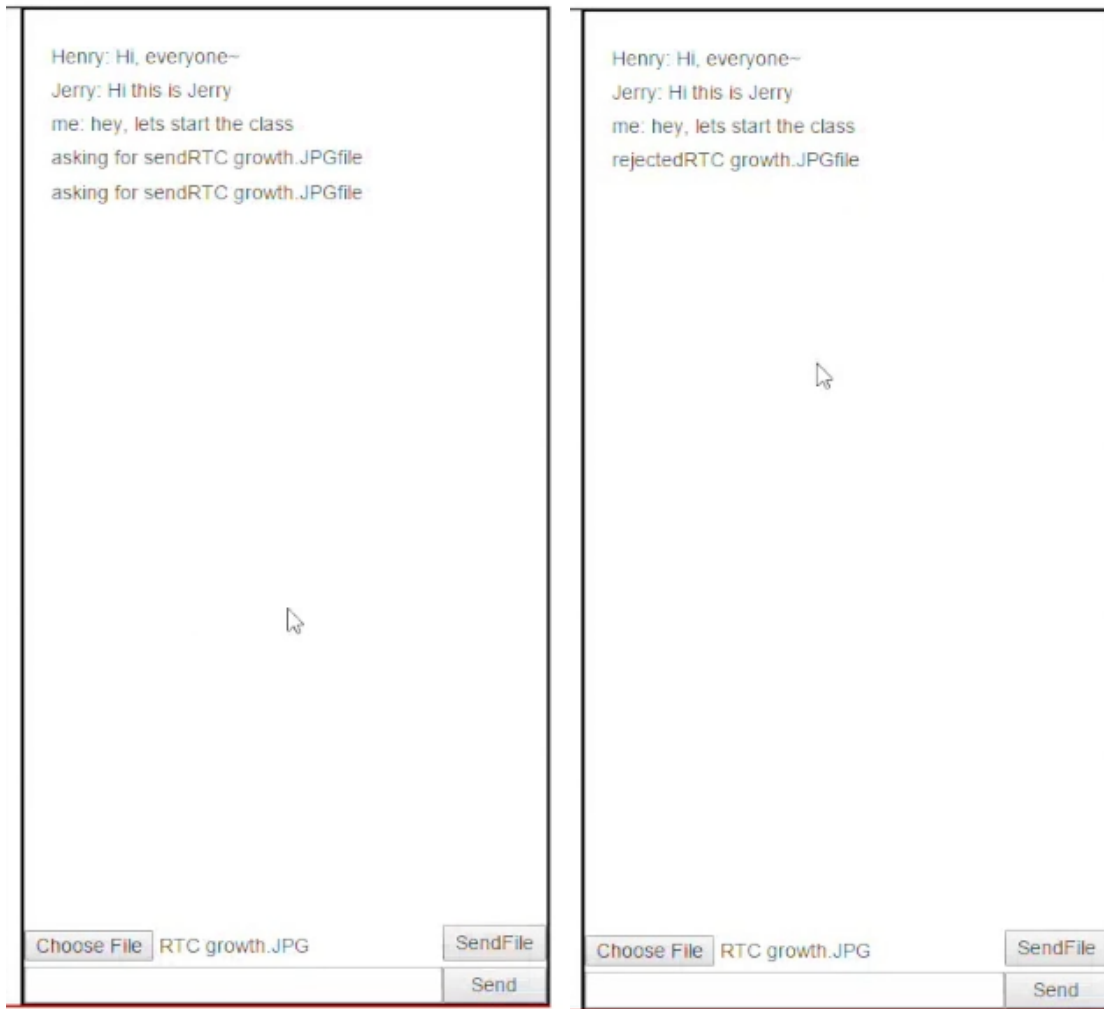 Henry: Hi, everyone~
Jerry: Hi this is Jerry
me: hey, lets start the class
asking for sendRTC growth.JPGfile
asking for sendRTC growth.JPGfile
Choose File RTC growth.JPG SendFile
Send
Henry: Hi, everyone~
Jerry: Hi this is Jerry
me: hey, lets start the class
rejectedRTC growth.JPGfile
Choose File RTC growth.JPG SendFile
Send